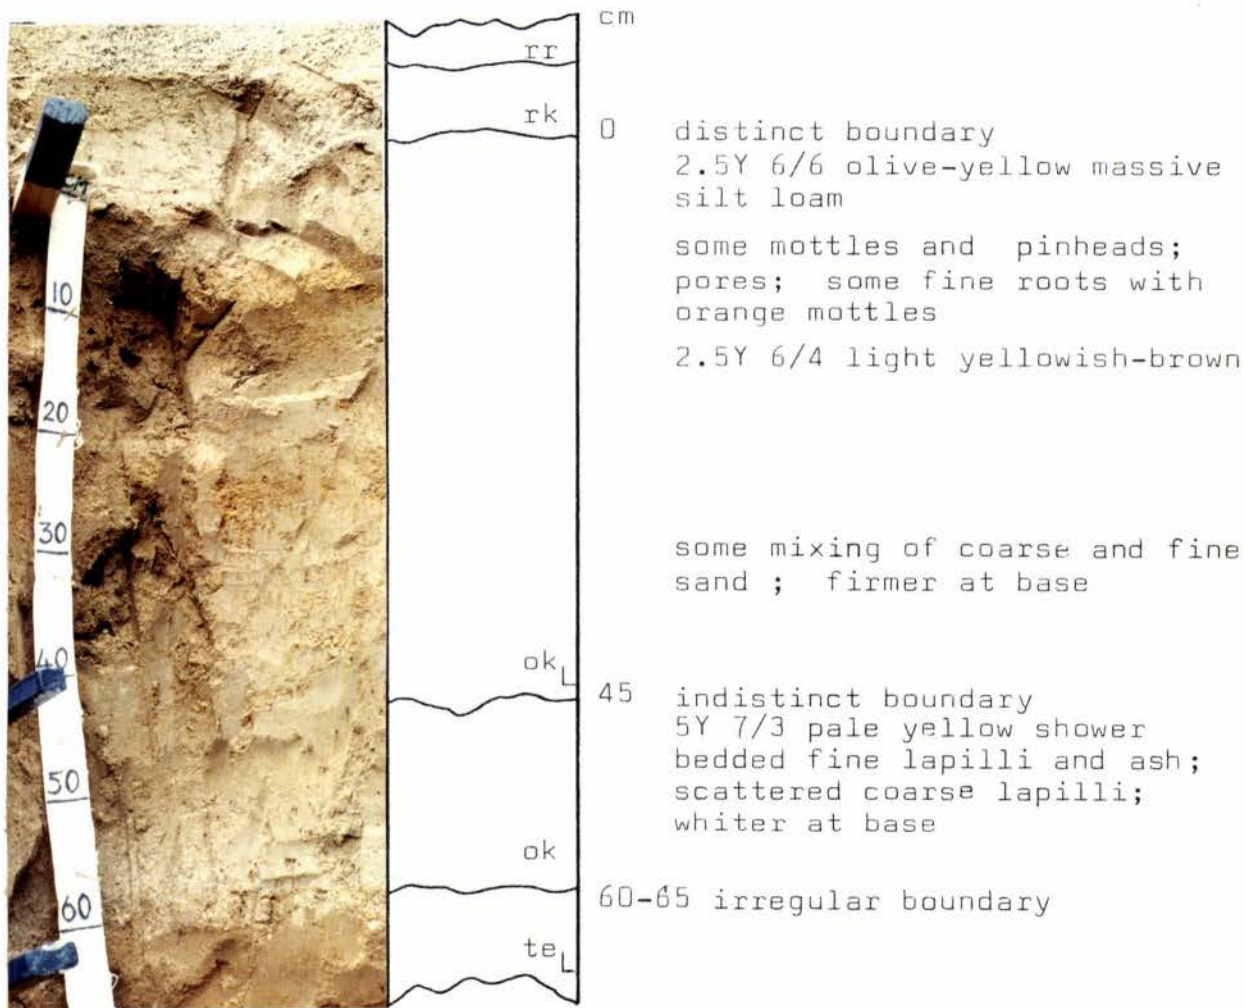 cm
rr
rk
0 distinct boundary
2.5Y 6/6 olive-yellow massive
silt loam
some mottles and pinheads;
pores; some fine roots with
orange mottles
2.5Y 6/4 light yellowish-brown
some mixing of coarse and fine
sand ; firmer at base
okL
45 indistinct boundary
5Y 7/3 pale yellow shower
bedded fine lapilli and ash;
scattered coarse lapilli;
whiter at base
ok
60-65 irregular boundary
teL
10
20
30
40
50
60